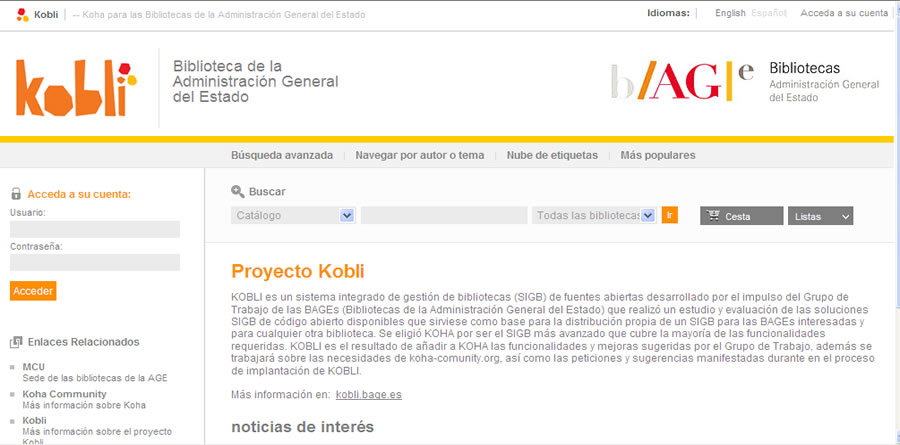 Kobli | -- Koha para las Bibliotecas de la Administración General del Estado
Idiomas: | English Español | Acceda a su cuenta |
kobli
Biblioteca de la
Administración General
del Estado
b/AG|e
Bibliotecas
Administración General
del Estado
Búsqueda avanzada | Navegar por autor o tema | Nube de etiquetas | Más populares
Acceda a su cuenta:
Usuario:
Contraseña:
Acceder
Enlaces Relacionados
MCU
Sede de las bibliotecas de la AGE
Koha Community
Más información sobre Koha
Kobli
Más información sobre el proyecto
Kobli
Buscar
Catálogo Todas las bibliotecas Ir Cesta Listas
Proyecto Kobli
KOBLI es un sistema integrado de gestión de bibliotecas (SIGB) de fuentes abiertas desarrollado por el impulso del Grupo de
Trabajo de las BAGEs (Bibliotecas de la Administración General del Estado) que realizó un estudio y evaluación de las soluciones
SIGB de código abierto disponibles que sirviese como base para la distribución propia de un SIGB para las BAGEs interesadas y
para cualquier otra biblioteca. Se eligió KOHA por ser el SIGB más avanzado que cubre la mayoría de las funcionalidades
requeridas. KOBLI es el resultado de añadir a KOHA las funcionalidades y mejoras sugeridas por el Grupo de Trabajo, además se
trabajará sobre las necesidades de koha-comunity.org, así como las peticiones y sugerencias manifestadas durante en el proceso
de implantación de KOBLI.
Más información en: kobli.bage.es
noticias de interés